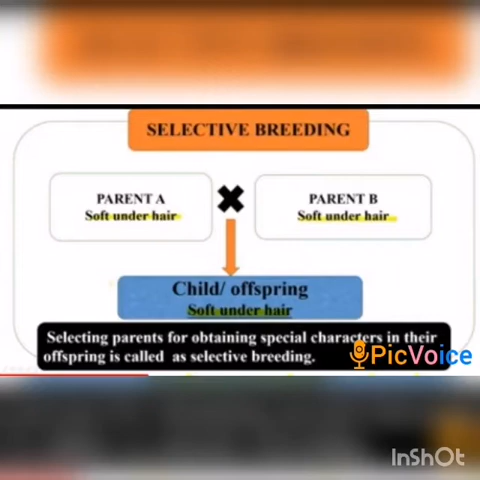 SELECTIVE BREEDING
PARENT A
Soft under hair
PARENT B
Soft under hair
Child/ offspring
Soft under hair
Selecting parents for obtaining special characters in their
offspring is called as selective breeding.
PicVoice
InShOt